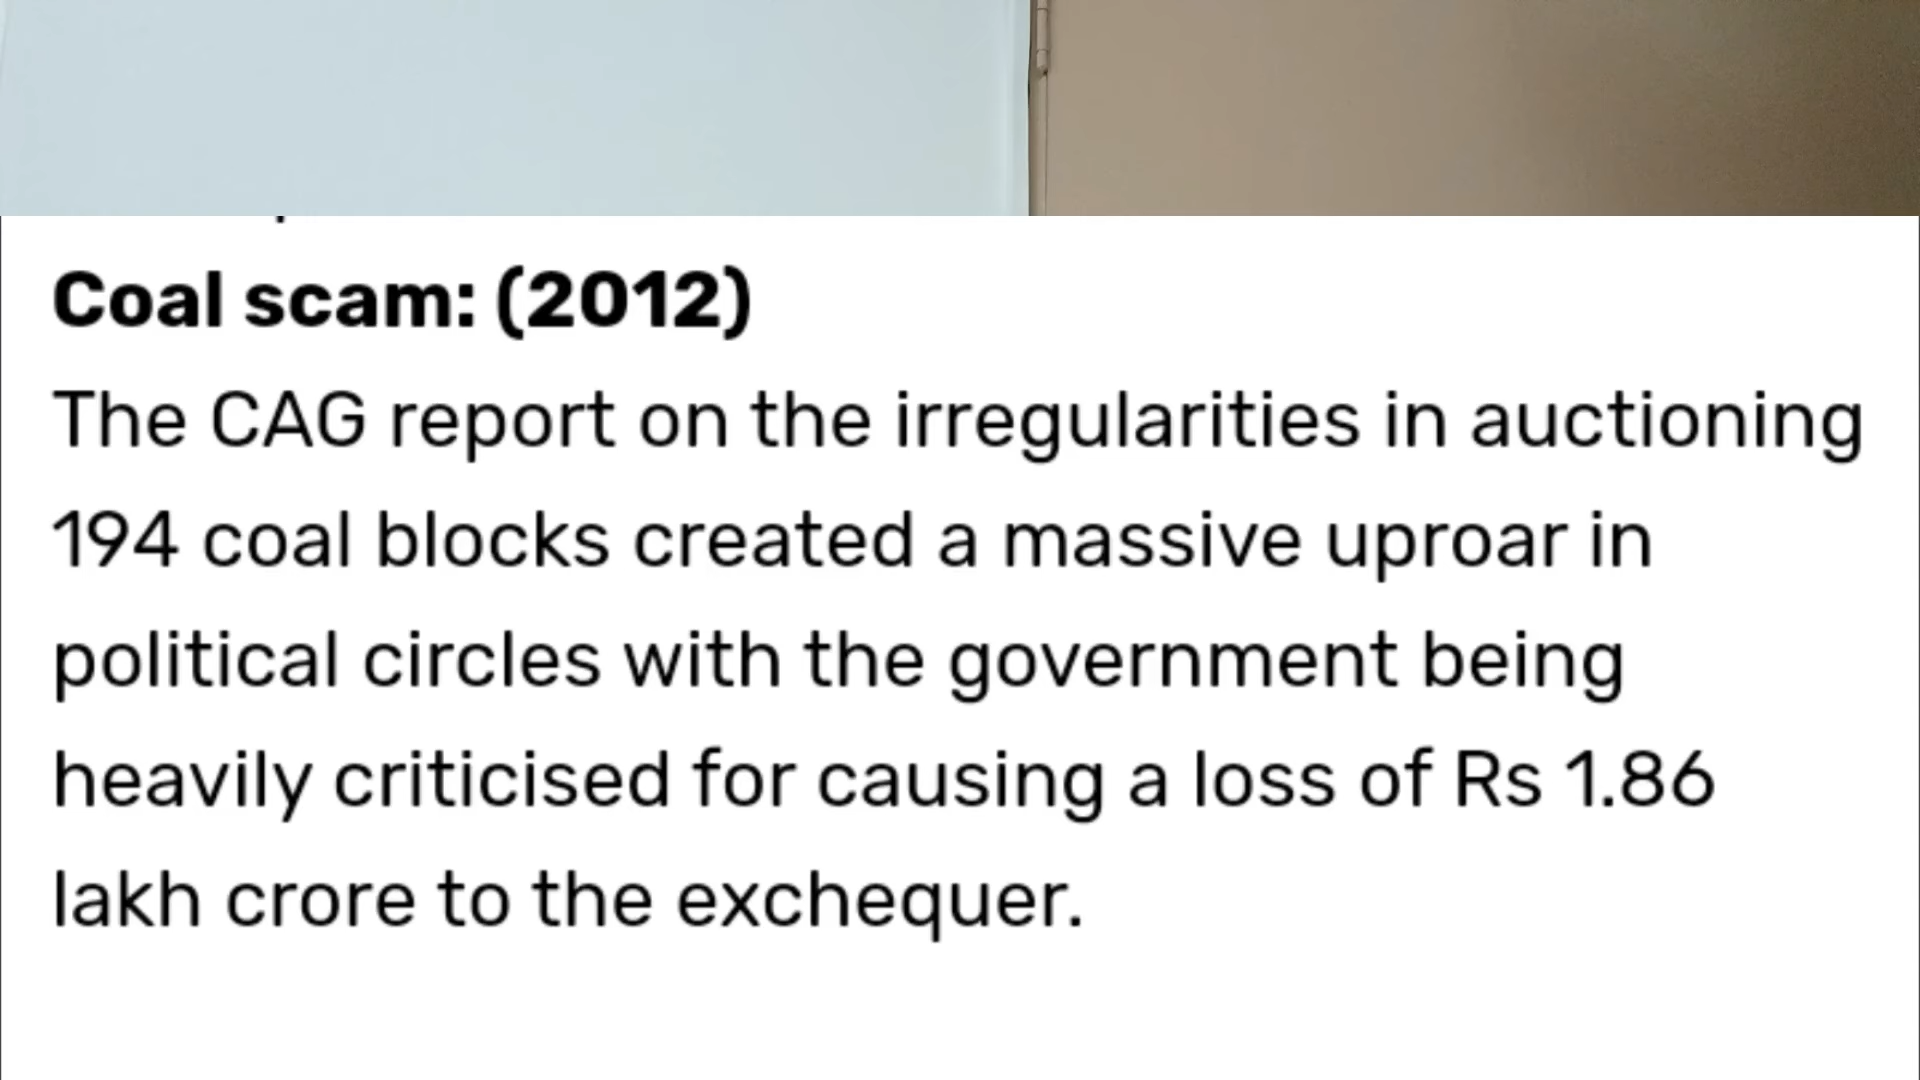 Coal scam: (2012)
The CAG report on the irregularities in auctioning
194 coal blocks created a massive uproar in
political circles with the government being
heavily criticised for causing a loss of Rs 1.86
lakh crore to the exchequer.